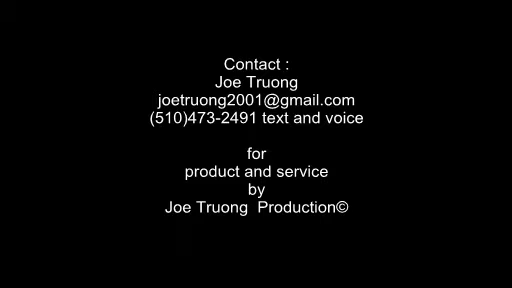 Contact :
Joe Truong
joetruong2001@gmail.com
(510)473-2491 text and voice
for
product and service
by
Joe Truong  Production©